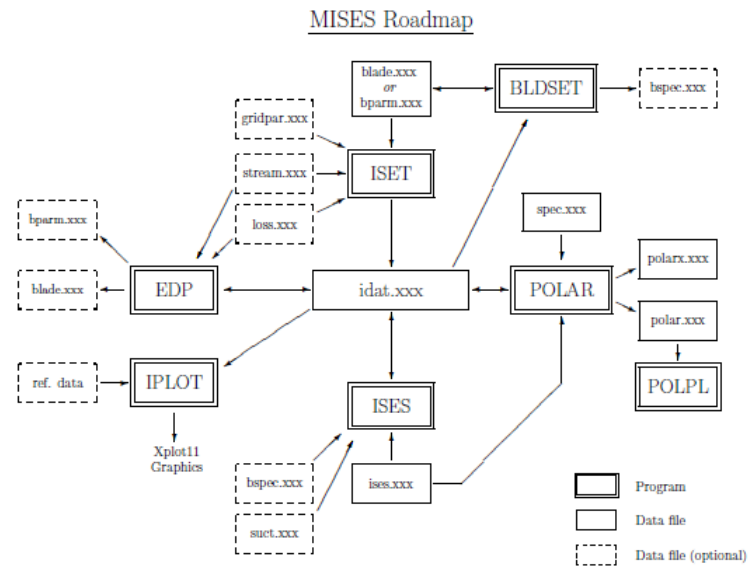 MISES Roadmap
blade.xxx
or
bparm.xxx
BLDSET
bspec.xxx
gridpar.xxx
stream.xxx
ISET
loss.xxx
spec.xxx
bparm.xxx
blade.xxx
EDP
idat.xxx
POLAR
polarx.xxx
polar.xxx
ref. data
IPLOT
ISES
POLPL
Xplot11
Graphics
bspec.xxx
ises.xxx
suct.xxx
Program
Data file
Data file (optional)